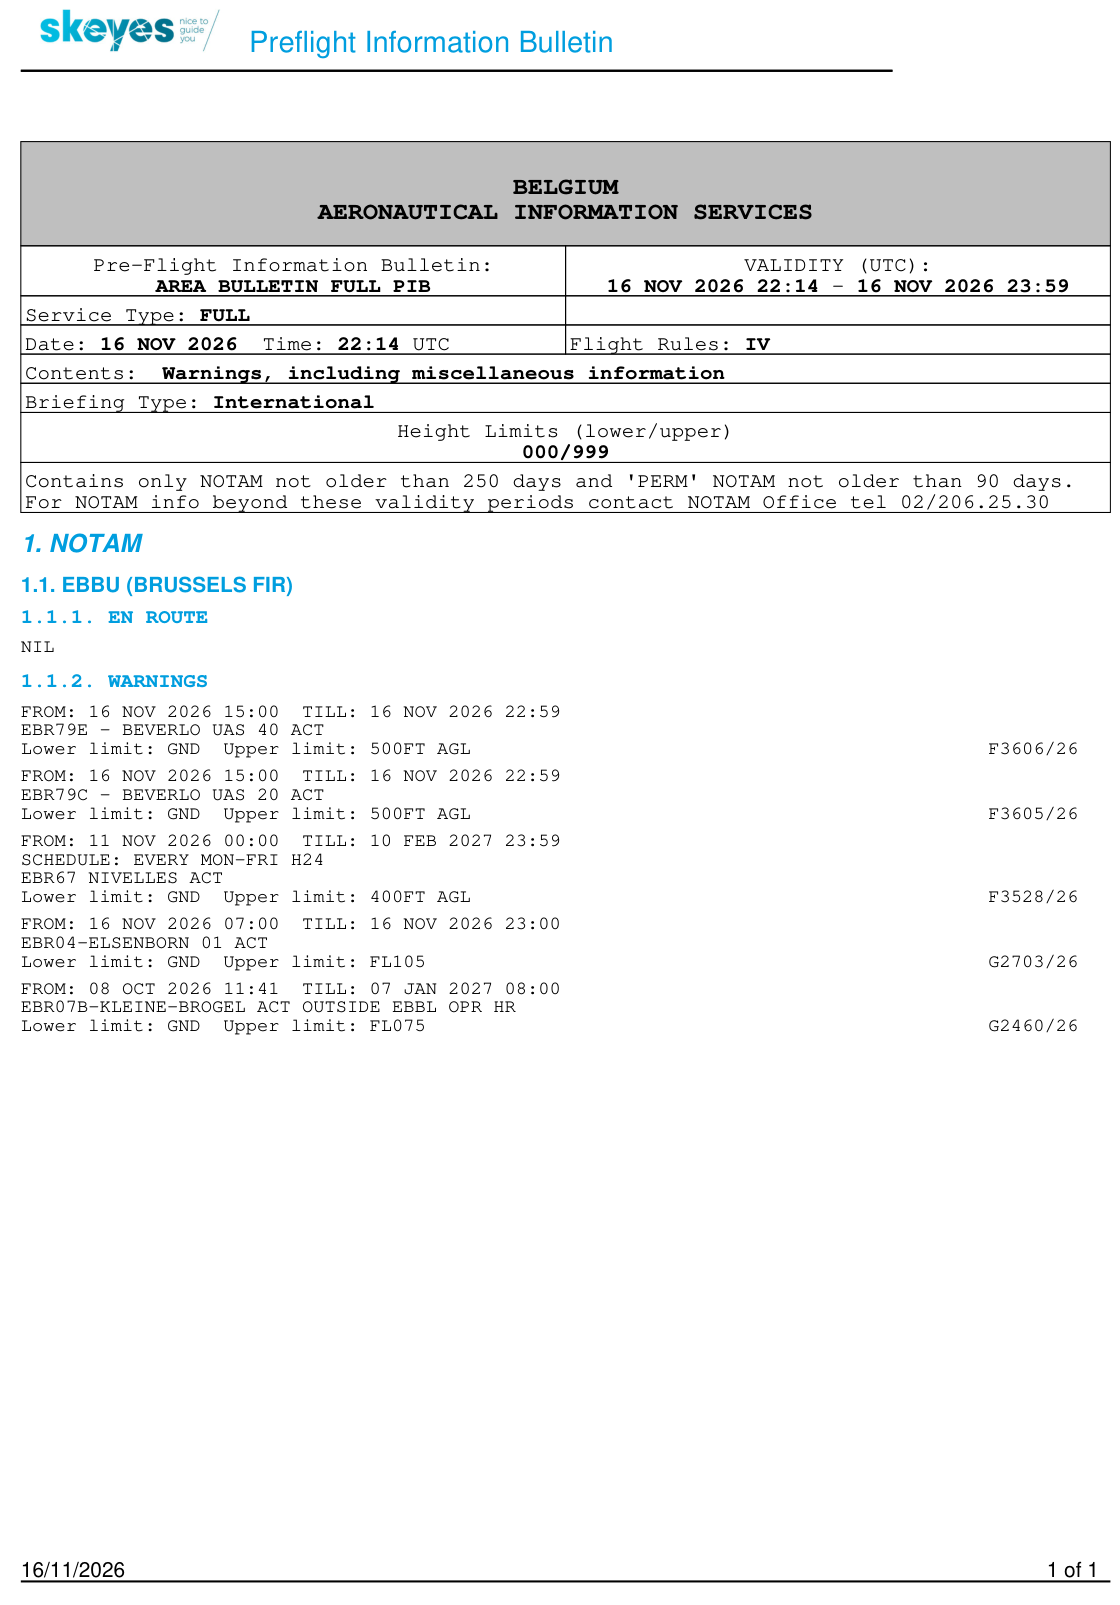 skeyes nice to guide you
Preflight Information Bulletin
BELGIUM
AERONAUTICAL INFORMATION SERVICES
Pre-Flight Information Bulletin:
AREA BULLETIN FULL PIB
VALIDITY (UTC):
16 NOV 2026 22:14 - 16 NOV 2026 23:59
Service Type: FULL
Date: 16 NOV 2026  Time: 22:14 UTC
Flight Rules: IV
Contents:  Warnings, including miscellaneous information
Briefing Type: International
Height Limits (lower/upper)
000/999
Contains only NOTAM not older than 250 days and 'PERM' NOTAM not older than 90 days.
For NOTAM info beyond these validity periods contact NOTAM Office tel 02/206.25.30
1. NOTAM
1.1. EBBU (BRUSSELS FIR)
1.1.1. EN ROUTE
NIL
1.1.2. WARNINGS
FROM: 16 NOV 2026 15:00  TILL: 16 NOV 2026 22:59
EBR79E - BEVERLO UAS 40 ACT
Lower limit: GND  Upper limit: 500FT AGL F3606/26
FROM: 16 NOV 2026 15:00  TILL: 16 NOV 2026 22:59
EBR79C - BEVERLO UAS 20 ACT
Lower limit: GND  Upper limit: 500FT AGL F3605/26
FROM: 11 NOV 2026 00:00  TILL: 10 FEB 2027 23:59
SCHEDULE: EVERY MON-FRI H24
EBR67 NIVELLES ACT
Lower limit: GND  Upper limit: 400FT AGL F3528/26
FROM: 16 NOV 2026 07:00  TILL: 16 NOV 2026 23:00
EBR04-ELSENBORN 01 ACT
Lower limit: GND  Upper limit: FL105 G2703/26
FROM: 08 OCT 2026 11:41  TILL: 07 JAN 2027 08:00
EBR07B-KLEINE-BROGEL ACT OUTSIDE EBBL OPR HR
Lower limit: GND  Upper limit: FL075 G2460/26
16/11/2026 1 of 1